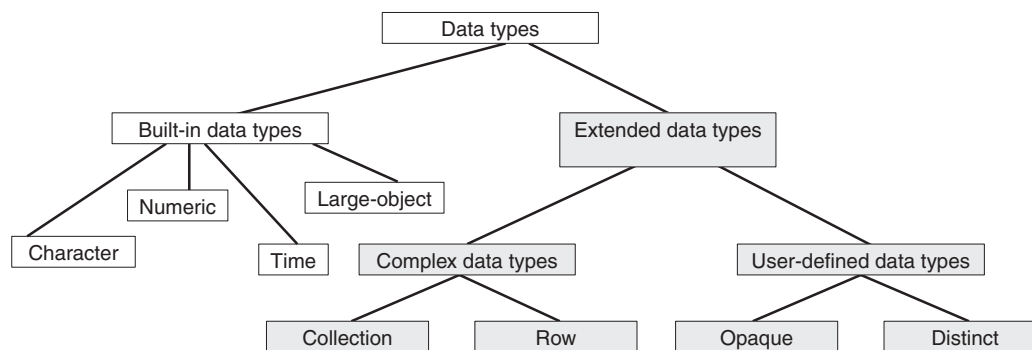 Data types
Built-in data types
Extended data types
Numeric
Large-object
Character
Time
Complex data types
User-defined data types
Collection
Row
Opaque
Distinct